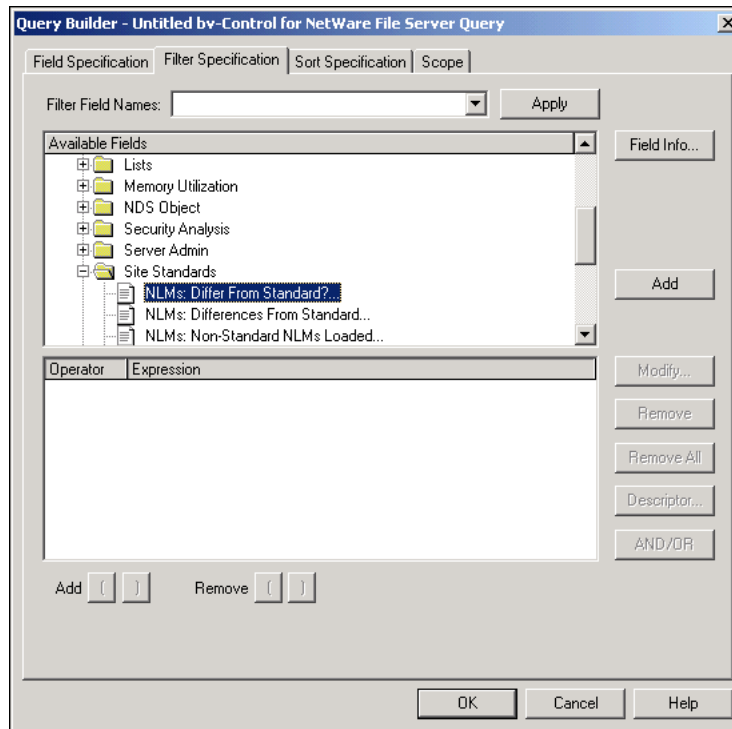 Query Builder - Untitled bv-Control for NetWare File Server Query
Field Specification Filter Specification Sort Specification Scope
Filter Field Names: Apply
Available Fields Field Info...
Lists
Memory Utilization
NDS Object
Security Analysis
Server Admin
Site Standards Add
NLMs: Differ From Standard?...
NLMs: Differences From Standard...
NLMs: Non-Standard NLMs Loaded...
Operator Expression Modify...
Remove
Remove All
Descriptor...
AND/OR
Add ( ) Remove ( )
OK Cancel Help